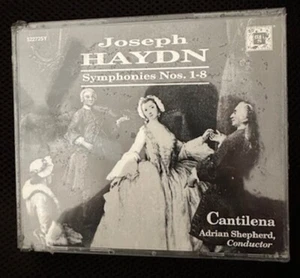 Joseph
HAYDN
Symphonies Nos. 1-8
Cantilena
Adrian Shepherd,
Conductor